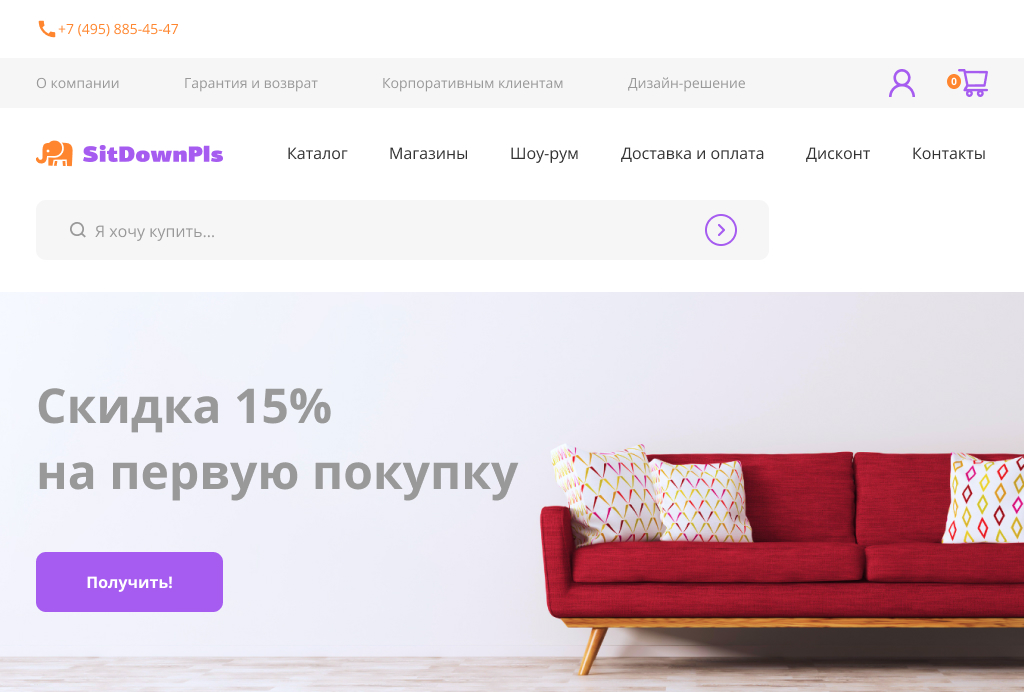 +7 (495) 885-45-47
О компании Гарантия и возврат Корпоративным клиентам Дизайн-решение 0
SitDownPls Каталог Магазины Шоу-рум Доставка и оплата Дисконт Контакты
Я хочу купить...
Скидка 15%
на первую покупку
Получить!